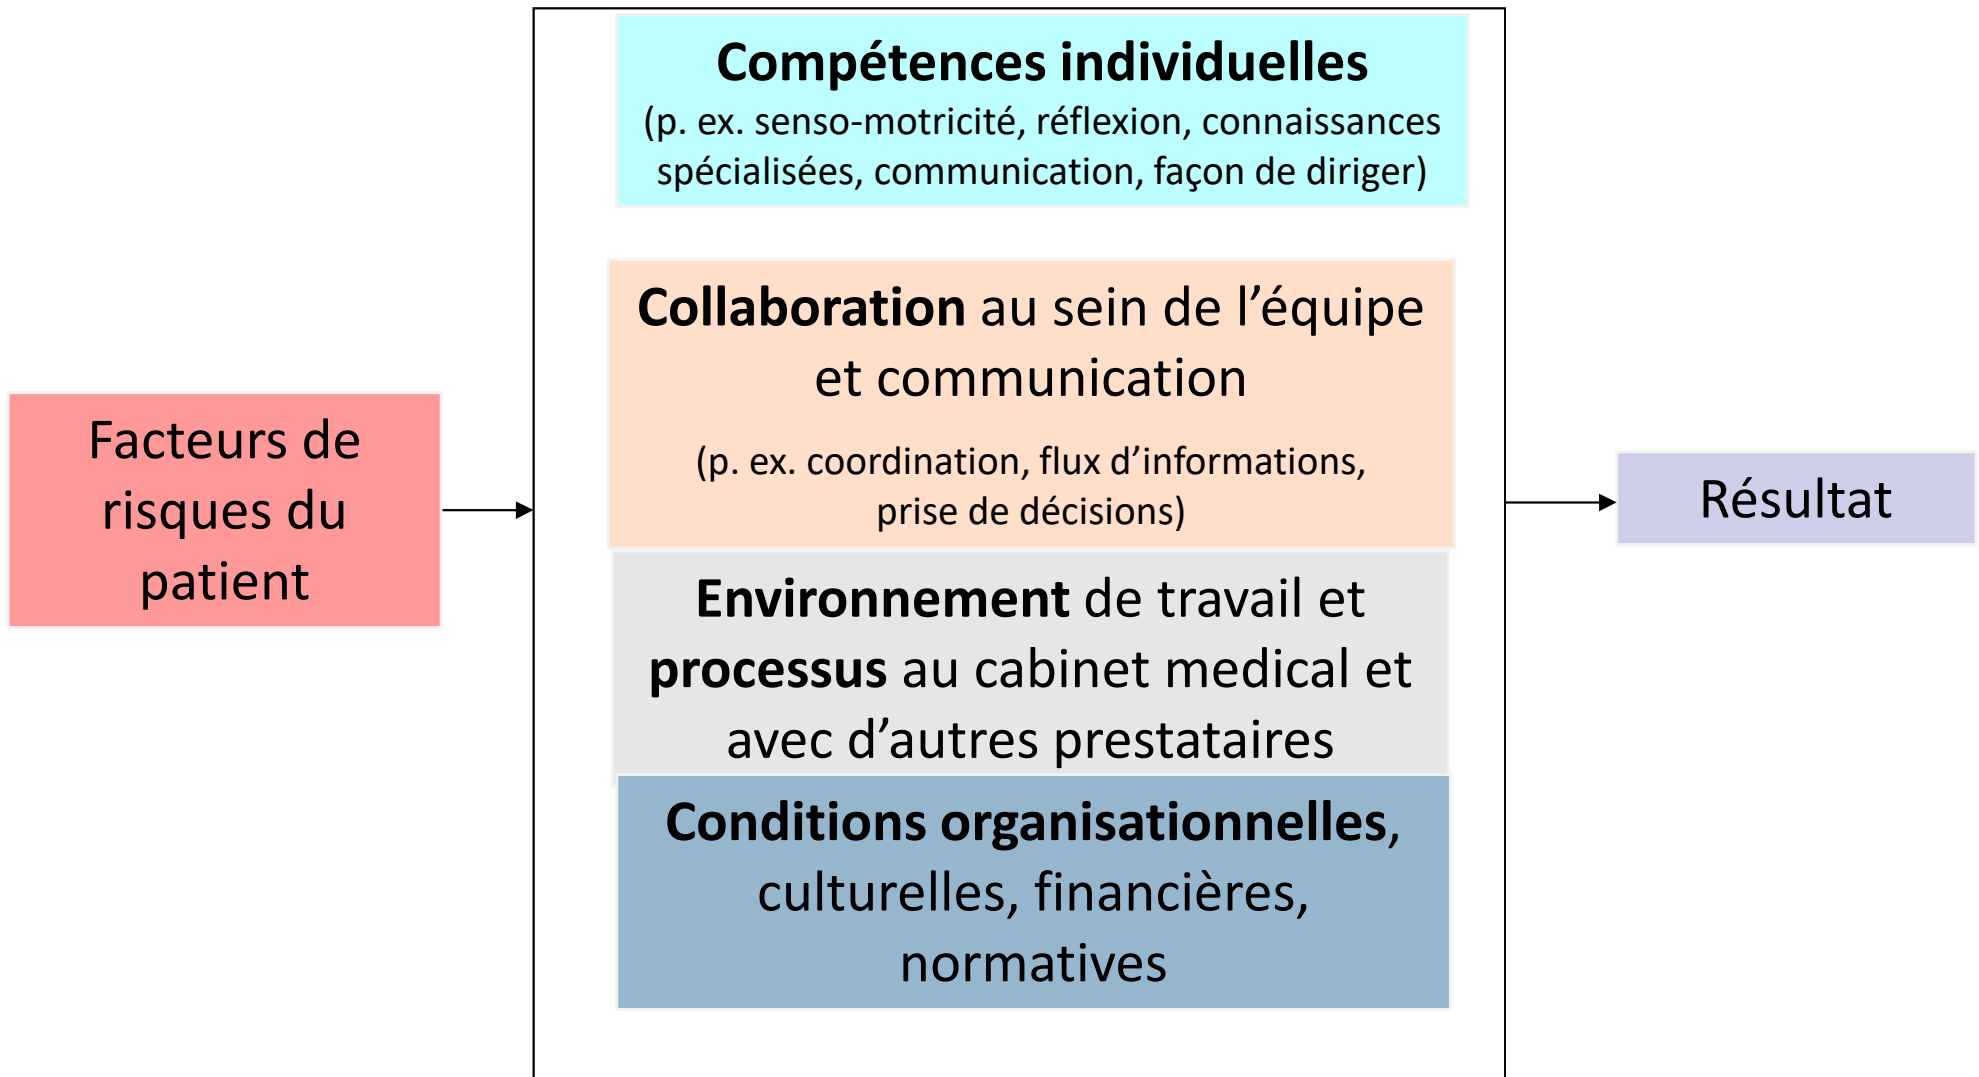 Facteurs de
risques du
patient
Compétences individuelles
(p. ex. senso-motricité, réflexion, connaissances
spécialisées, communication, façon de diriger)
Collaboration au sein de l’équipe
et communication
(p. ex. coordination, flux d’informations,
prise de décisions)
Environnement de travail et
processus au cabinet medical et
avec d’autres prestataires
Conditions organisationnelles,
culturelles, financières,
normatives
Résultat